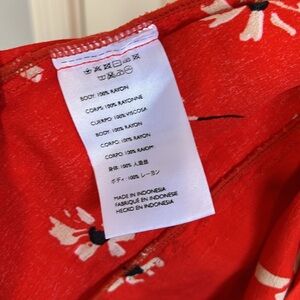 BODY: 100% RAYON
CORPS: 100% RAYONNE
CUERPO: 100% VISCOSA
BODY: 100% RAYON
CORPO: 100% RAYON
CORPO: 100% RAION
身体: 100% 人造丝
ボディ: 100% レーヨン
MADE IN INDONESIA
FABRIQUÉ EN INDONÉSIE
HECHO EN INDONESIA